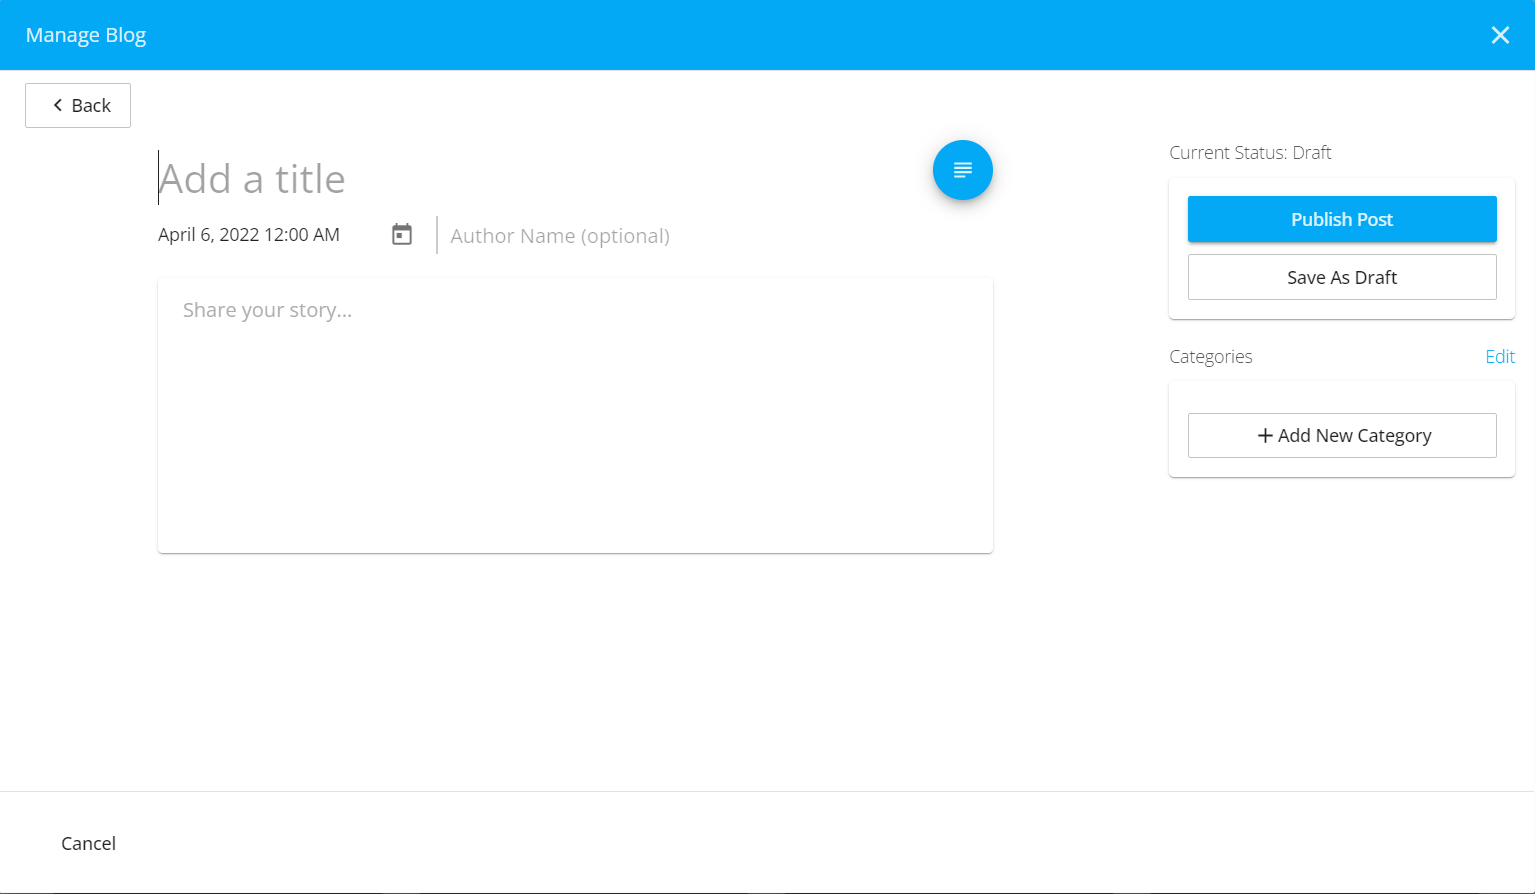 Manage Blog
Back
Add a title
April 6, 2022 12:00 AM
Author Name (optional)
Share your story...
Current Status: Draft
Publish Post
Save As Draft
Categories
Edit
Add New Category
Cancel